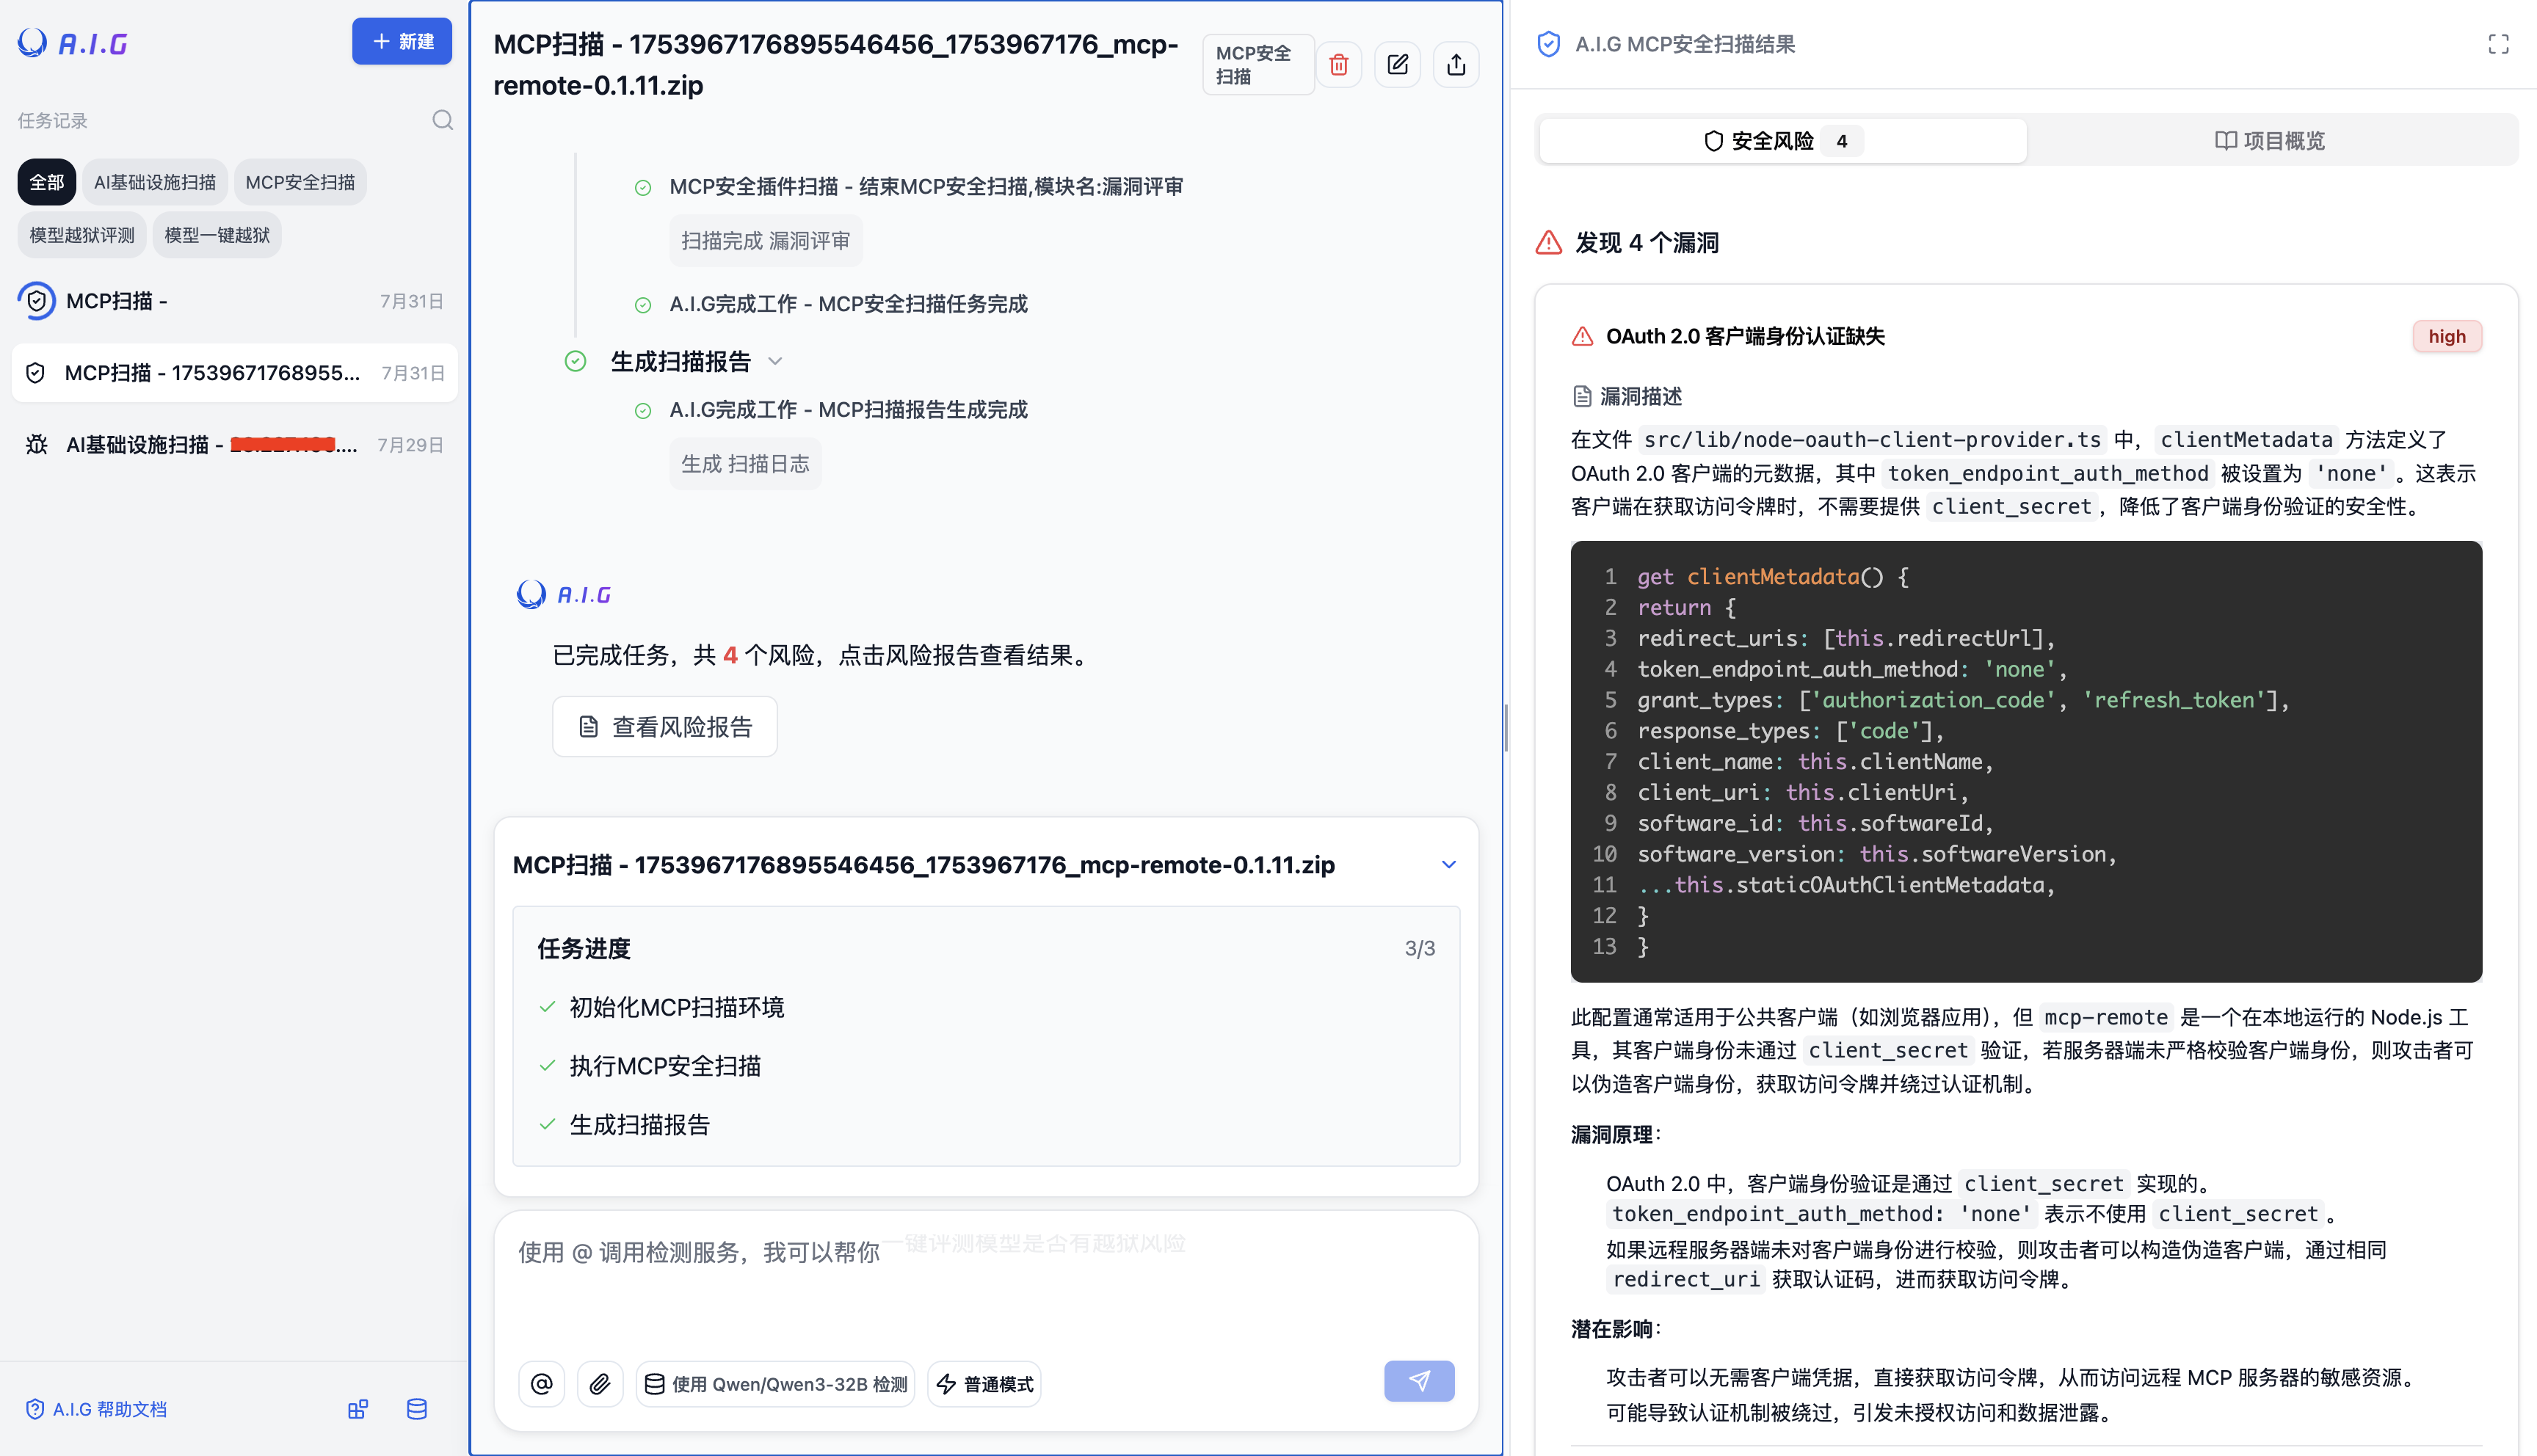 A.I.G
新建
任务记录
全部
AI基础设施扫描
MCP安全扫描
模型越狱评测
模型一键越狱
MCP扫描 -
7月31日
MCP扫描 - 17539671768955...
7月31日
AI基础设施扫描 -
....
7月29日
A.I.G 帮助文档
MCP扫描 - 1753967176895546456_1753967176_mcp-
remote-0.1.11.zip
MCP安全
扫描
MCP安全插件扫描 - 结束MCP安全扫描,模块名:漏洞评审
扫描完成 漏洞评审
A.I.G完成工作 - MCP安全扫描任务完成
生成扫描报告
A.I.G完成工作 - MCP扫描报告生成完成
生成 扫描日志
A.I.G
已完成任务，共 4 个风险，点击风险报告查看结果。
查看风险报告
MCP扫描 - 1753967176895546456_1753967176_mcp-remote-0.1.11.zip
任务进度
3/3
初始化MCP扫描环境
执行MCP安全扫描
生成扫描报告
使用 @ 调用检测服务，我可以帮你 一键评测模型是否有越狱风险
使用 Qwen/Qwen3-32B 检测
普通模式
A.I.G MCP安全扫描结果
安全风险 4
项目概览
发现 4 个漏洞
OAuth 2.0 客户端身份认证缺失
high
漏洞描述
在文件 src/lib/node-oauth-client-provider.ts 中，clientMetadata 方法定义了
OAuth 2.0 客户端的元数据，其中 token_endpoint_auth_method 被设置为 'none'。这表示
客户端在获取访问令牌时，不需要提供 client_secret，降低了客户端身份验证的安全性。
1 get clientMetadata() {
2 return {
3 redirect_uris: [this.redirectUrl],
4 token_endpoint_auth_method: 'none',
5 grant_types: ['authorization_code', 'refresh_token'],
6 response_types: ['code'],
7 client_name: this.clientName,
8 client_uri: this.clientUri,
9 software_id: this.softwareId,
10 software_version: this.softwareVersion,
11 ...this.staticOAuthClientMetadata,
12 }
13 }
此配置通常适用于公共客户端（如浏览器应用），但 mcp-remote 是一个在本地运行的 Node.js 工
具，其客户端身份未通过 client_secret 验证，若服务器端未严格校验客户端身份，则攻击者可
以伪造客户端身份，获取访问令牌并绕过认证机制。
漏洞原理：
OAuth 2.0 中，客户端身份验证是通过 client_secret 实现的。
token_endpoint_auth_method: 'none' 表示不使用 client_secret。
如果远程服务器端未对客户端身份进行校验，则攻击者可以构造伪造客户端，通过相同
redirect_uri 获取认证码，进而获取访问令牌。
潜在影响：
攻击者可以无需客户端凭据，直接获取访问令牌，从而访问远程 MCP 服务器的敏感资源。
可能导致认证机制被绕过，引发未授权访问和数据泄露。